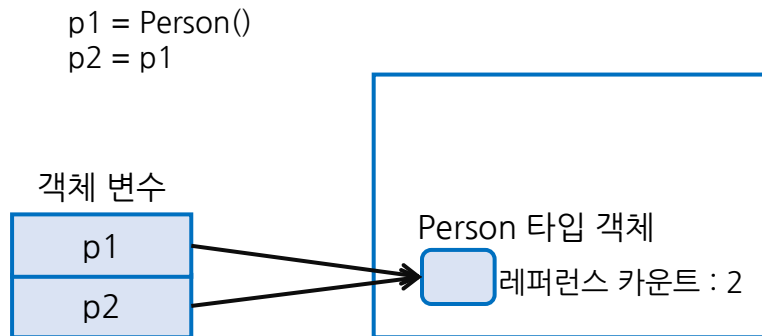 p1 = Person()
p2 = p1
객체 변수
p1
p2
Person 타입 객체
레퍼런스 카운트 : 2